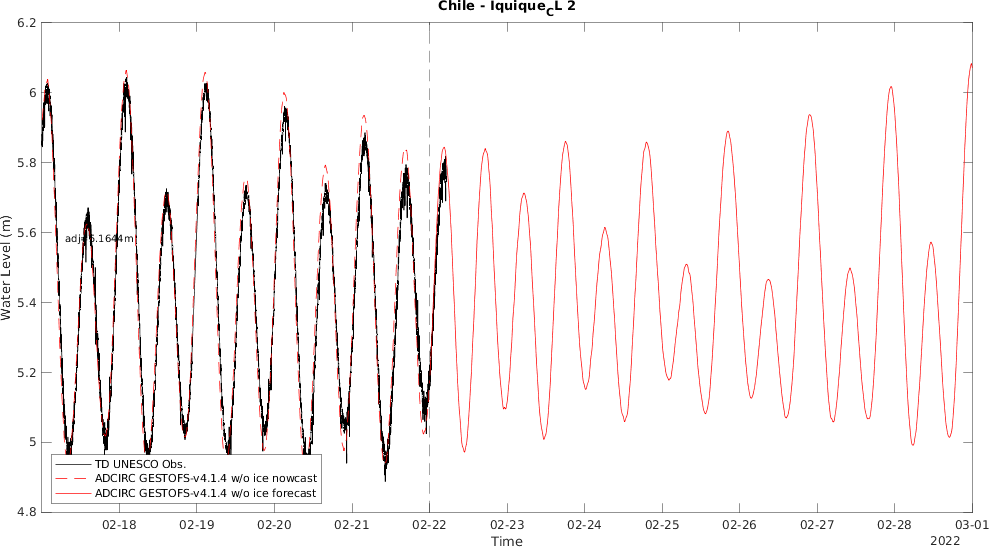 Chile - Iquique_CL 2
6.2
6
5.8
5.6
5.4
5.2
5
4.8
Water Level (m)
adj=5.1644m
TD UNESCO Obs.
ADCIRC GESTOFS-v4.1.4 w/o ice nowcast
ADCIRC GESTOFS-v4.1.4 w/o ice forecast
02-18 02-19 02-20 02-21 02-22 02-23 02-24 02-25 02-26 02-27 02-28 03-01
Time
2022